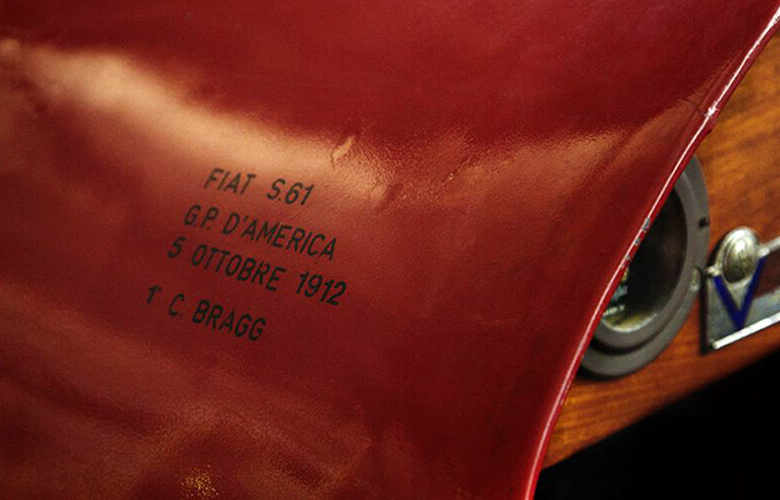 FIAT S.61
G.P. D'AMERICA
5 OTTOBRE 1912
1° C. BRAGG